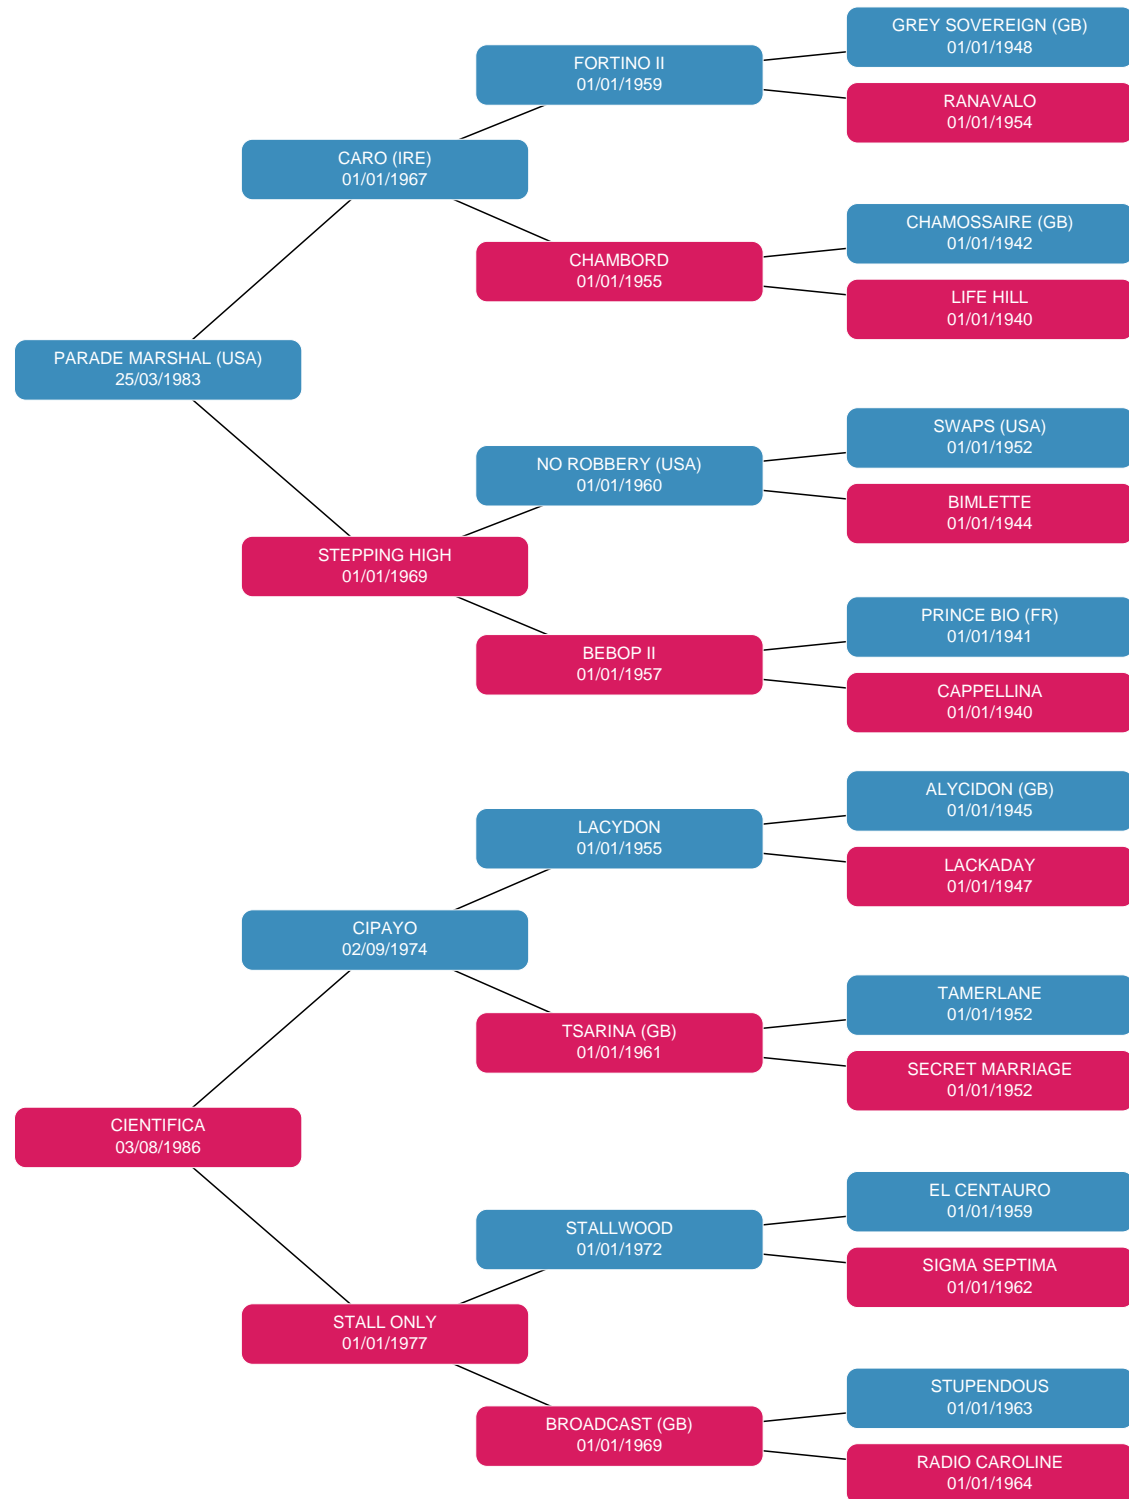 GREY SOVEREIGN (GB)
01/01/1948
FORTINO II
01/01/1959
RANAVALO
01/01/1954
CARO (IRE)
01/01/1967
CHAMOSSAIRE (GB)
01/01/1942
CHAMBORD
01/01/1955
LIFE HILL
01/01/1940
PARADE MARSHAL (USA)
25/03/1983
SWAPS (USA)
01/01/1952
NO ROBBERY (USA)
01/01/1960
BIMLETTE
01/01/1944
STEPPING HIGH
01/01/1969
PRINCE BIO (FR)
01/01/1941
BEBOP II
01/01/1957
CAPPELLINA
01/01/1940
ALYCIDON (GB)
01/01/1945
LACYDON
01/01/1955
LACKADAY
01/01/1947
CIPAYO
02/09/1974
TAMERLANE
01/01/1952
TSARINA (GB)
01/01/1961
SECRET MARRIAGE
01/01/1952
CIENTIFICA
03/08/1986
EL CENTAURO
01/01/1959
STALLWOOD
01/01/1972
SIGMA SEPTIMA
01/01/1962
STALL ONLY
01/01/1977
STUPENDOUS
01/01/1963
BROADCAST (GB)
01/01/1969
RADIO CAROLINE
01/01/1964